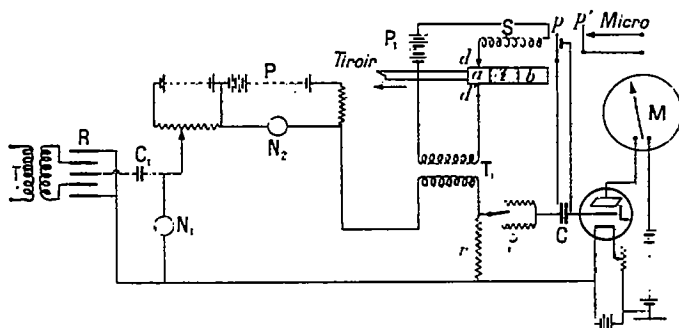 S p p' Micro
P₁
Tiroir d
a i b
d
P
M
R
C₁ N₂
T T₁
N₁
r C